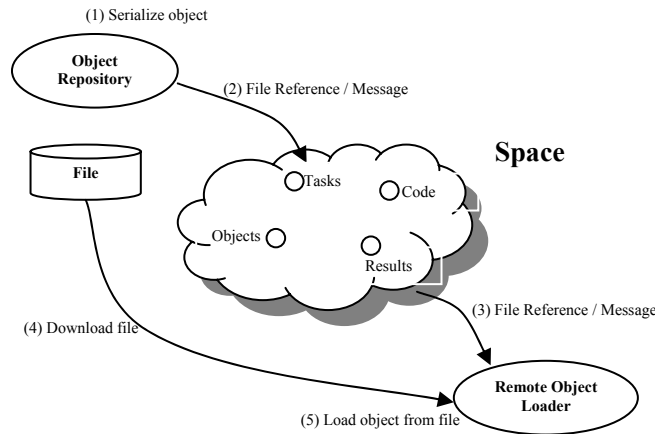 (1) Serialize object
Object
Repository
(2) File Reference / Message
Space
File
Tasks
Code
Objects
Results
(3) File Reference / Message
(4) Download file
Remote Object
Loader
(5) Load object from file